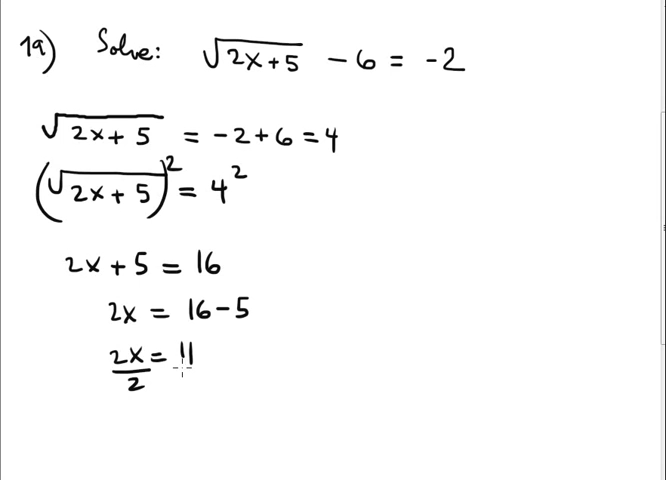 1a) Solve: √(2x+5) - 6 = -2
√(2x+5) = -2+6 = 4
(√(2x+5))² = 4²
2x + 5 = 16
2x = 16-5
2x/2 = 11